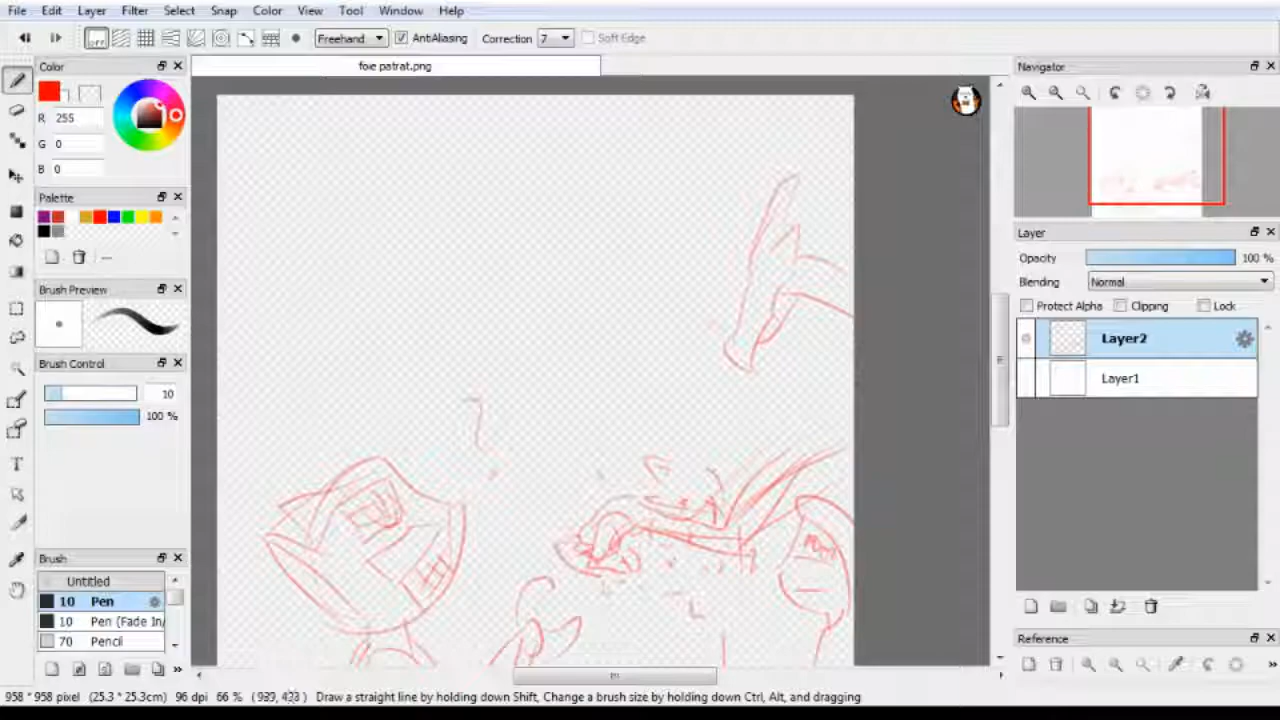 File Edit Layer Filter Select Snap Color View Tool Window Help
OFF Freehand AntiAliasing Correction 7 Soft Edge
Color
foie patrat.png
Navigator
R 255
G 0
B 0
Palette
Layer
Opacity 100 %
Blending Normal
Brush Preview
Protect Alpha Clipping Lock
Layer2
Brush Control
Layer1
10
100 %
T
Brush
Untitled
10 Pen
10 Pen (Fade In/
70 Pencil
Reference
958 * 958 pixel (25.3 * 25.3cm) 96 dpi 66 % Draw a straight line by holding down Shift, Change a brush size by holding down Ctrl, Alt, and dragging